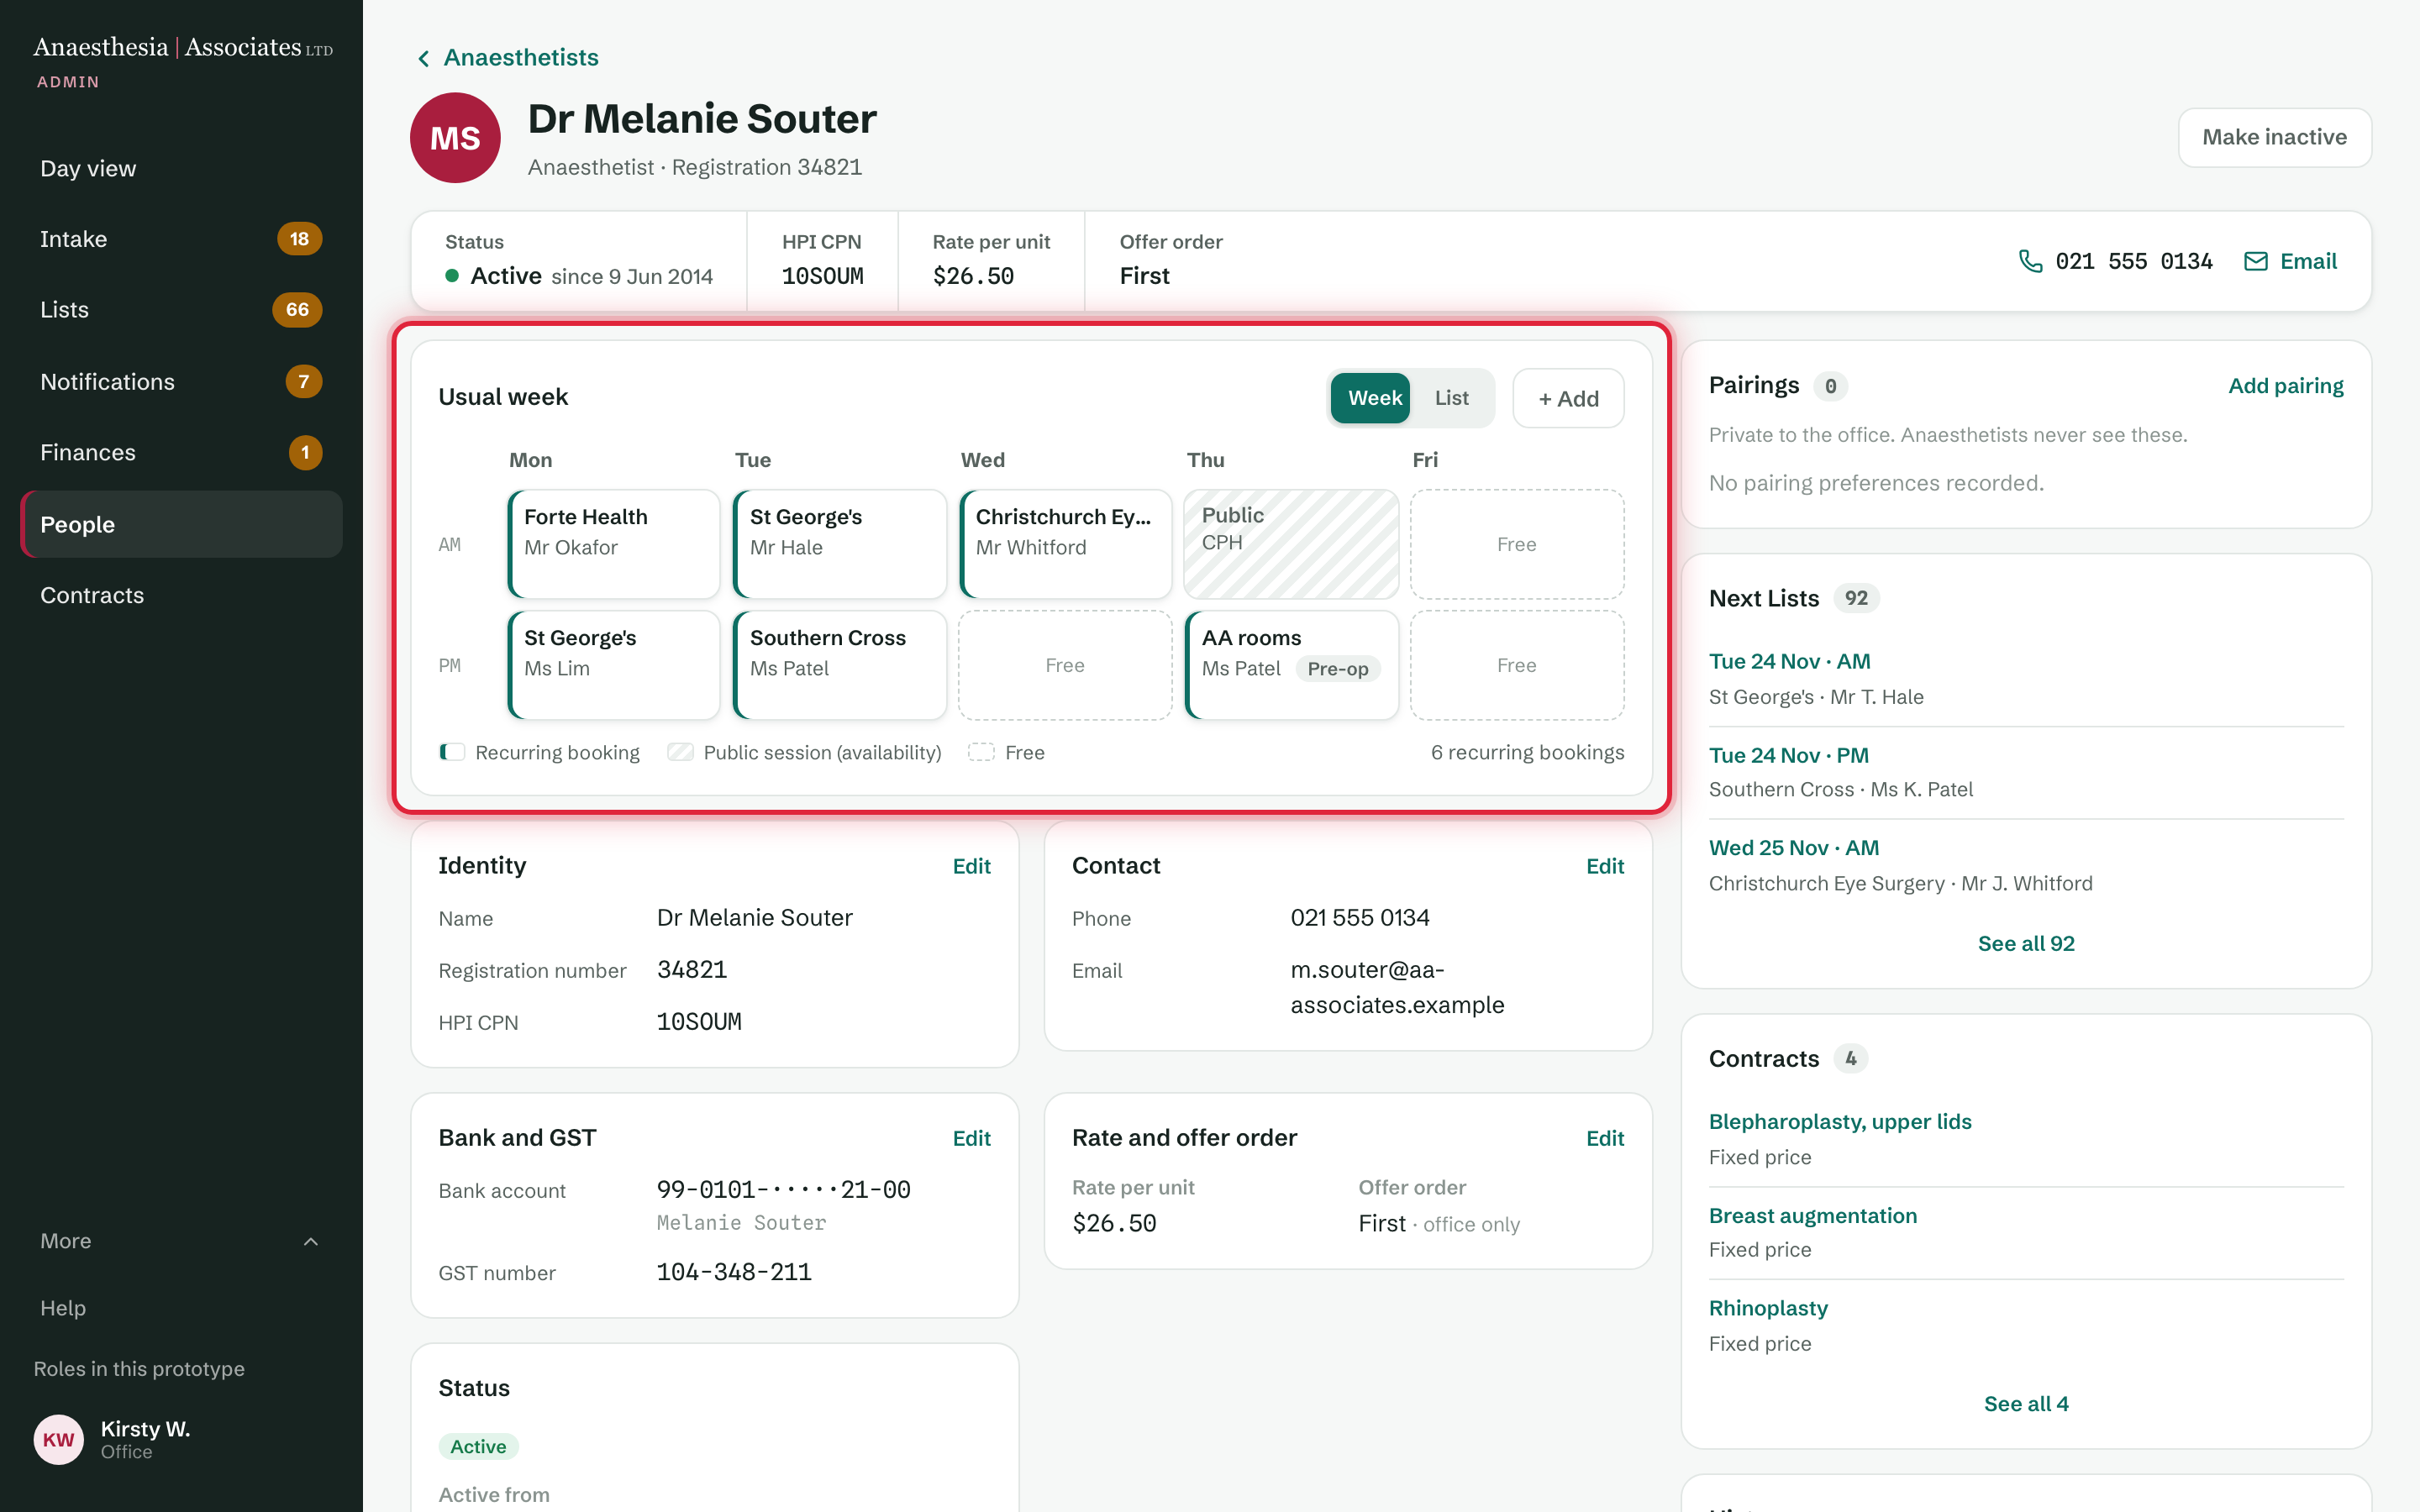 Anaesthesia | Associates LTD
ADMIN
Day view
Intake 18
Lists 66
Notifications 7
Finances 1
People
Contracts
More
Help
Roles in this prototype
KW
Kirsty W.
Office
Anaesthetists
MS
Dr Melanie Souter
Anaesthetist · Registration 34821
Make inactive
Status
Active since 9 Jun 2014
HPI CPN
10SOUM
Rate per unit
$26.50
Offer order
First
021 555 0134
Email
Usual week
Week
List
+ Add
Mon Tue Wed Thu Fri
AM
Forte Health
Mr Okafor
St George's
Mr Hale
Christchurch Ey...
Mr Whitford
Public
CPH
Free
PM
St George's
Ms Lim
Southern Cross
Ms Patel
Free
AA rooms
Ms Patel Pre-op
Free
Recurring booking
Public session (availability)
Free
6 recurring bookings
Identity
Edit
Name Dr Melanie Souter
Registration number 34821
HPI CPN 10SOUM
Contact
Edit
Phone 021 555 0134
Email m.souter@aa-
associates.example
Bank and GST
Edit
Bank account 99-0101-·····21-00
Melanie Souter
GST number 104-348-211
Rate and offer order
Edit
Rate per unit
$26.50
Offer order
First · office only
Status
Active
Active from
Pairings 0
Add pairing
Private to the office. Anaesthetists never see these.
No pairing preferences recorded.
Next Lists 92
Tue 24 Nov · AM
St George's · Mr T. Hale
Tue 24 Nov · PM
Southern Cross · Ms K. Patel
Wed 25 Nov · AM
Christchurch Eye Surgery · Mr J. Whitford
See all 92
Contracts 4
Blepharoplasty, upper lids
Fixed price
Breast augmentation
Fixed price
Rhinoplasty
Fixed price
See all 4